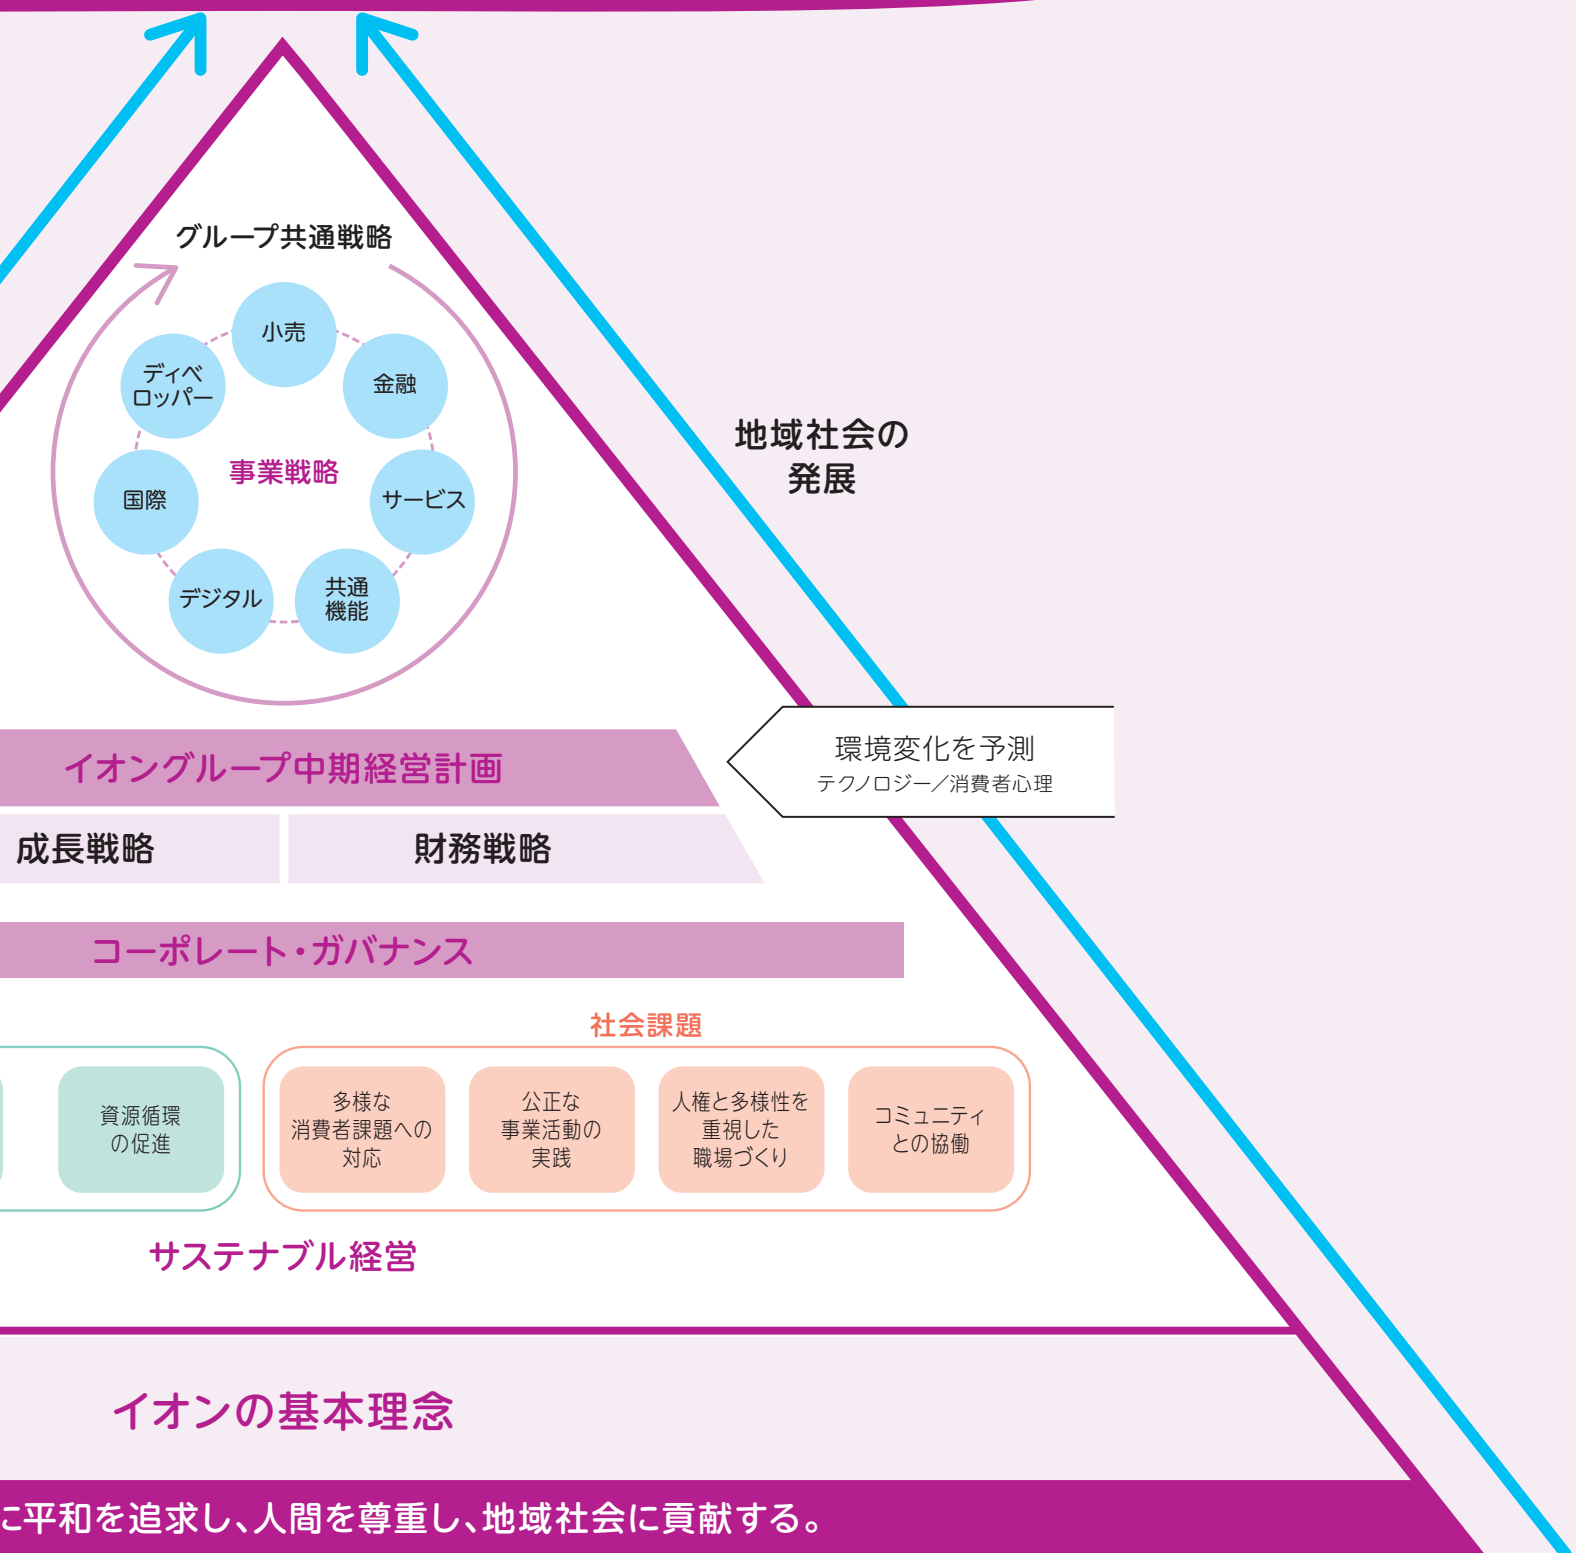 グループ共通戦略
小売
ディベ
ロッパー
金融
事業戦略
国際
サービス
デジタル
共通
機能
地域社会の
発展
環境変化を予測
テクノロジー／消費者心理
イオングループ中期経営計画
成長戦略
財務戦略
コーポレート・ガバナンス
社会課題
資源循環
の促進
多様な
消費者課題への
対応
公正な
事業活動の
実践
人権と多様性を
重視した
職場づくり
コミュニティ
との協働
サステナブル経営
イオンの基本理念
に平和を追求し、人間を尊重し、地域社会に貢献する。